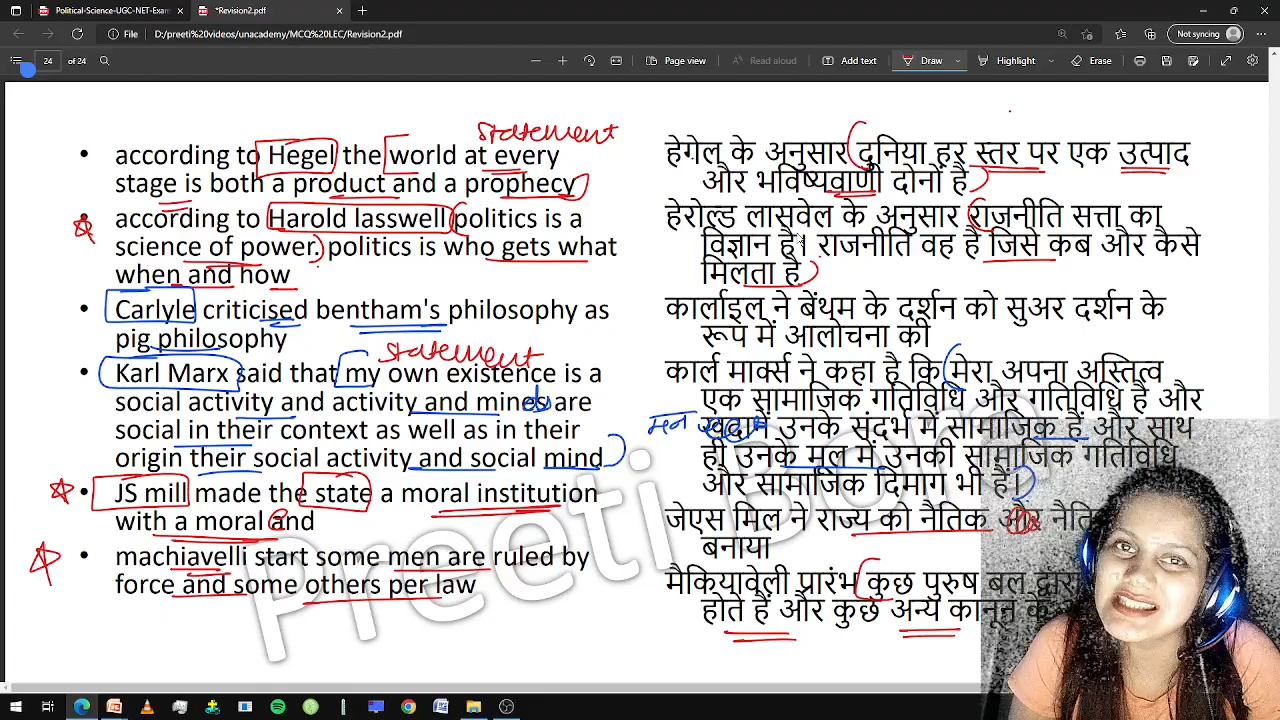 Political-Science-UGC-NET-Exam
*Revision2.pdf
File
D:/preeti%20videos/unacademy/MCQ%20LEC/Revision2.pdf
Not syncing
24
of 24
Page view
Read aloud
Add text
Draw
Highlight
Erase
statement
• according to Hegel the world at every
stage is both a product and a prophecy
• according to Harold lasswell politics is a
science of power. politics is who gets what
when and how
• Carlyle criticised bentham's philosophy as
pig philosophy
statement
• Karl Marx said that my own existence is a
social activity and activity and minds are
social in their context as well as in their
origin their social activity and social mind
• JS mill made the state a moral institution
with a moral and
• machiavelli start some men are ruled by
force and some others per law
हेगेल के अनुसार दुनिया हर स्तर पर एक उत्पाद
और भविष्यवाणी दोनों है
हेरोल्ड लासवेल के अनुसार राजनीति सत्ता का
विज्ञान है। राजनीति वह है जिसे कब और कैसे
मिलता है
कार्लाइल ने बेंथम के दर्शन को सुअर दर्शन के
रूप में आलोचना की
कार्ल मार्क्स ने कहा है कि मेरा अपना अस्तित्व
एक सामाजिक गतिविधि और गतिविधि है और
मन
उनके संदर्भ में सामाजिक हैं और साथ
ही उनके मूल में उनकी सामाजिक गतिविधि
और सामाजिक दिमाग भी है।
जेएस मिल ने राज्य को नैतिक और
बनाया
मैकियावेली प्रारंभ कुछ पुरुष बल
होते हैं और कुछ अन्य कानून के
Preeti